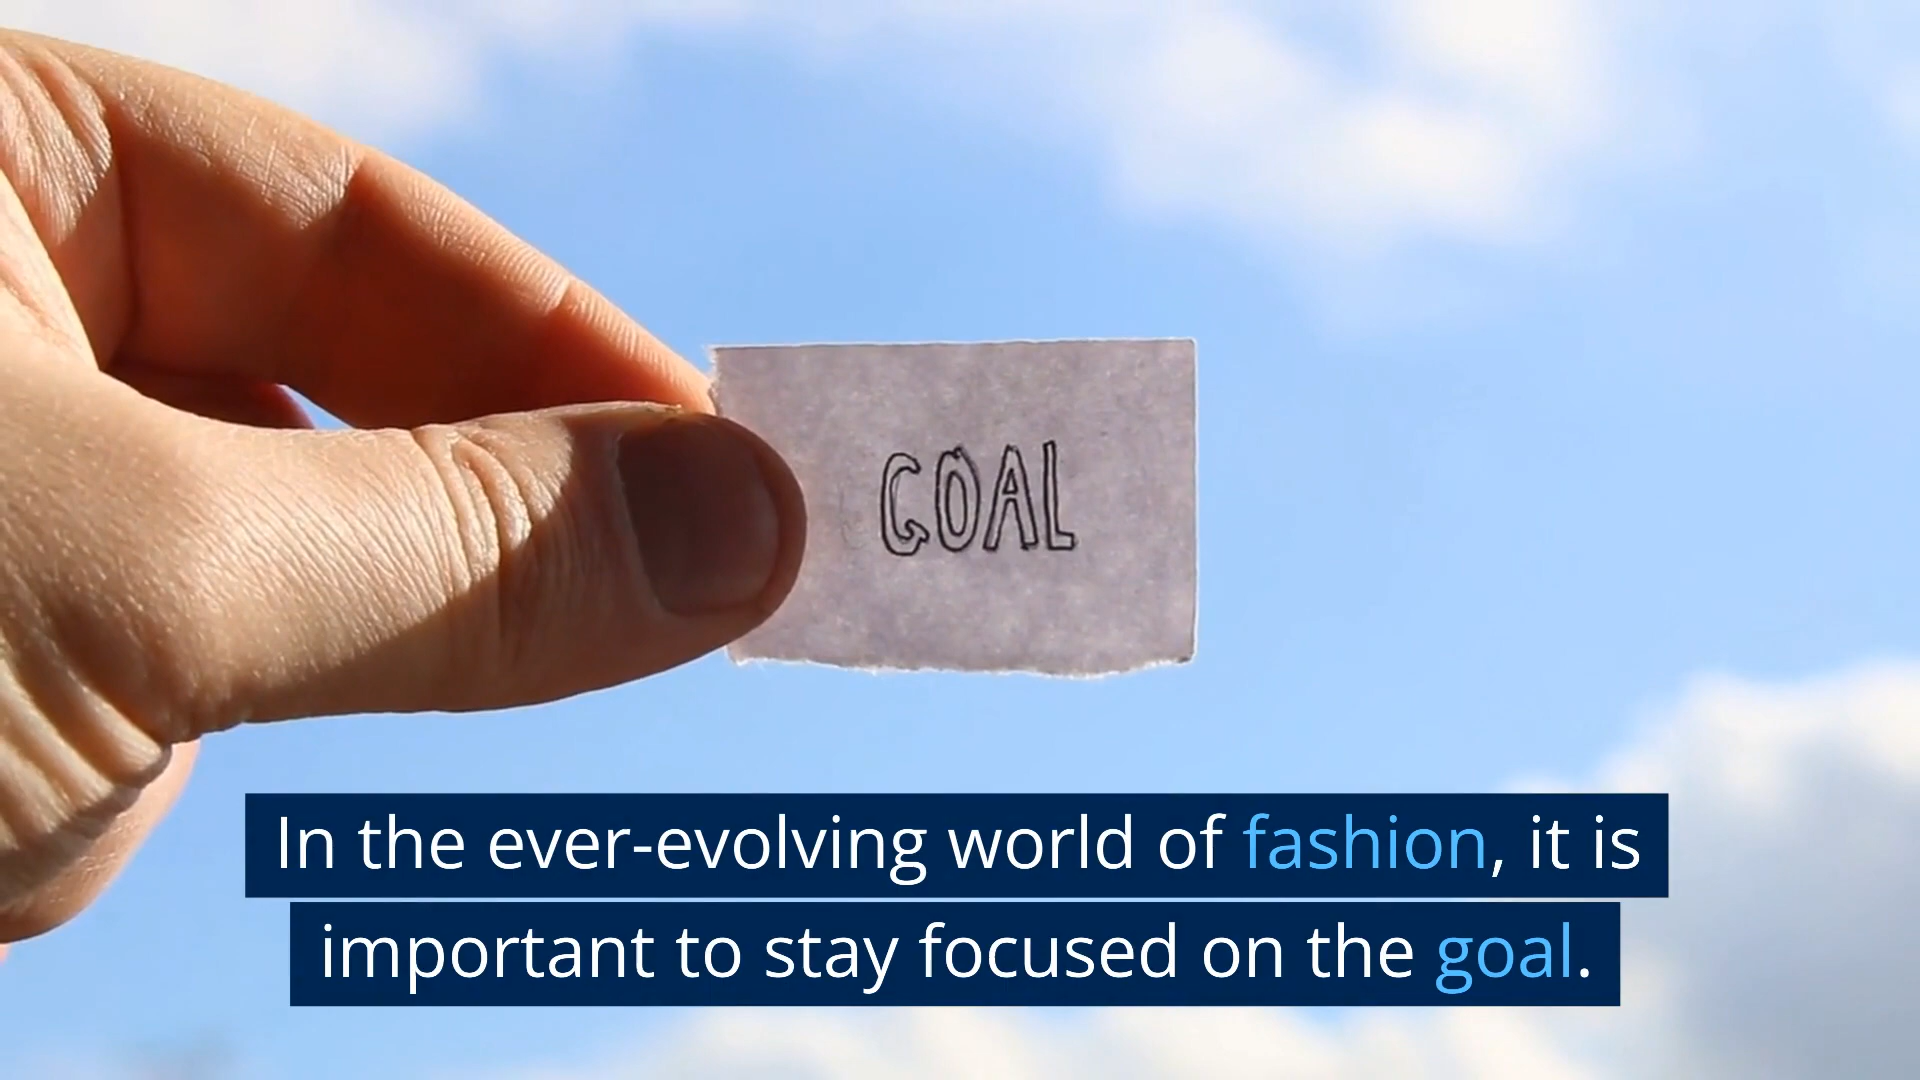 GOAL
In the ever-evolving world of fashion, it is
important to stay focused on the goal.